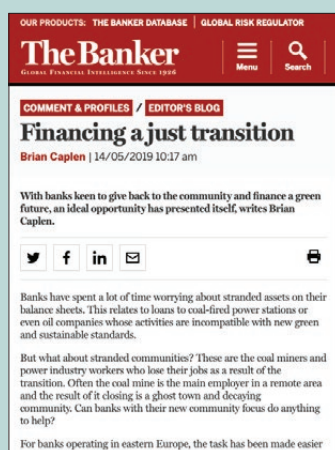 OUR PRODUCTS: THE BANKER DATABASE | GLOBAL RISK REGULATOR
The Banker
GLOBAL FINANCIAL INTELLIGENCE SINCE 1926
Menu
Search
COMMENT & PROFILES / EDITOR'S BLOG
Financing a just transition
Brian Caplen | 14/05/2019 10:17 am
With banks keen to give back to the community and finance a green
future, an ideal opportunity has presented itself, writes Brian
Caplen.
Banks have spent a lot of time worrying about stranded assets on their
balance sheets. This relates to loans to coal-fired power stations or
even oil companies whose activities are incompatible with new green
and sustainable standards.
But what about stranded communities? These are the coal miners and
power industry workers who lose their jobs as a result of the
transition. Often the coal mine is the main employer in a remote area
and the result of it closing is a ghost town and decaying
community. Can banks with their new community focus do anything
to help?
For banks operating in eastern Europe, the task has been made easier